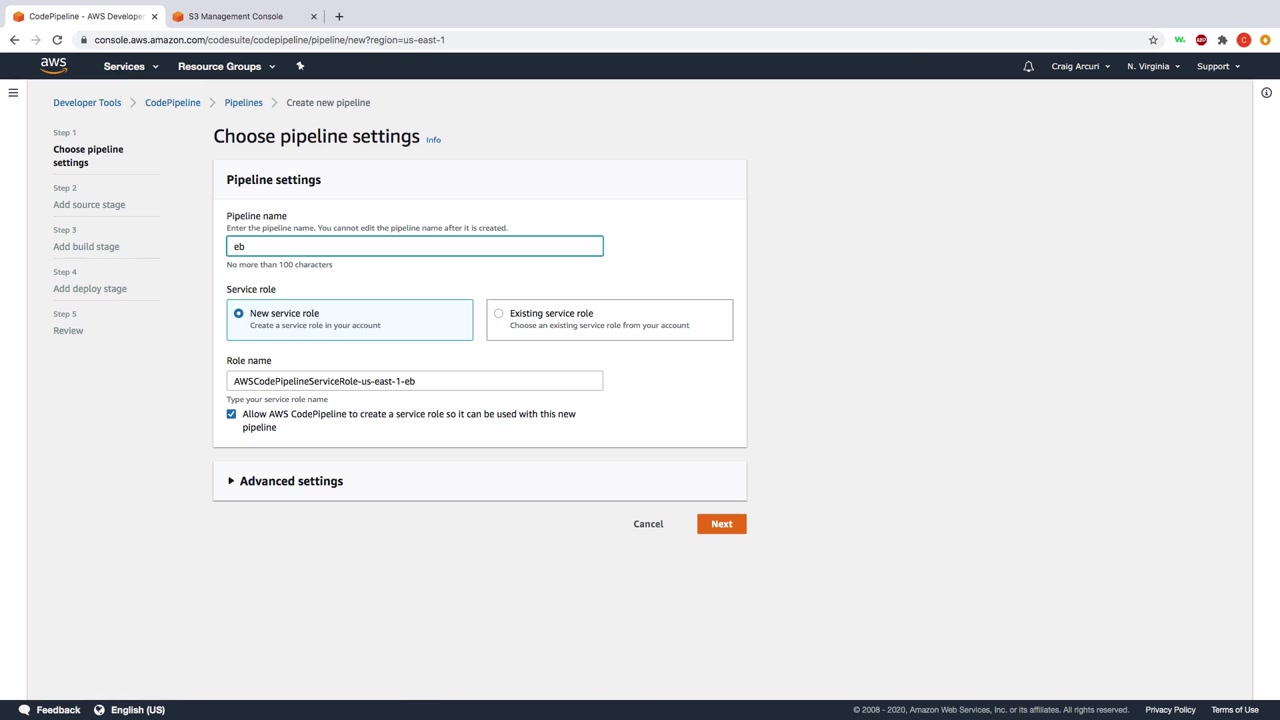 CodePipeline - AWS Develope
S3 Management Console
console.aws.amazon.com/codesuite/codepipeline/pipeline/new?region=us-east-1
w.
ABP
C
aws
Services
Resource Groups
Craig Arcuri
N. Virginia
Support
Developer Tools
CodePipeline
Pipelines
Create new pipeline
Step 1
Choose pipeline
settings
Step 2
Add source stage
Step 3
Add build stage
Step 4
Add deploy stage
Step 5
Review
Choose pipeline settings Info
Pipeline settings
Pipeline name
Enter the pipeline name. You cannot edit the pipeline name after it is created.
eb
No more than 100 characters
Service role
New service role
Create a service role in your account
Existing service role
Choose an existing service role from your account
Role name
AWSCodePipelineServiceRole-us-east-1-eb
Type your service role name
Allow AWS CodePipeline to create a service role so it can be used with this new
pipeline
Advanced settings
Cancel
Next
Feedback
English (US)
© 2008 - 2020, Amazon Web Services, Inc. or its affiliates. All rights reserved.
Privacy Policy
Terms of Use